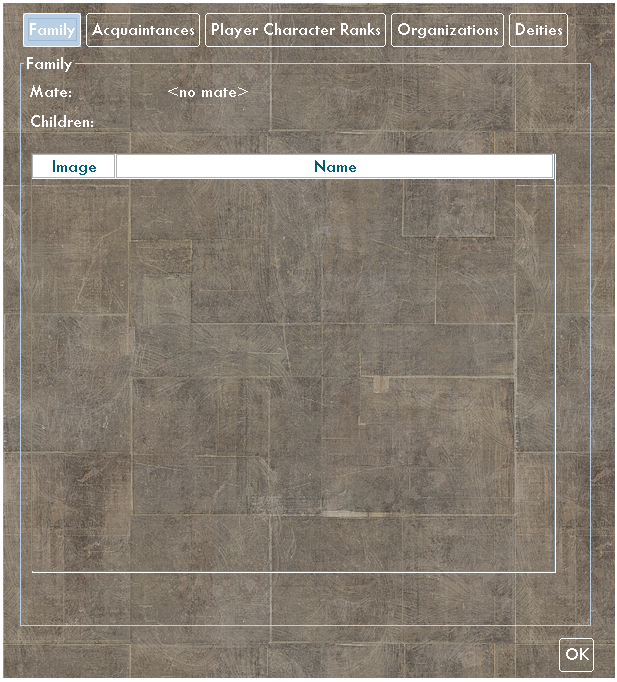 Family Acquaintances Player Character Ranks Organizations Deities
Family
Mate: <no mate>
Children:
Image Name
OK